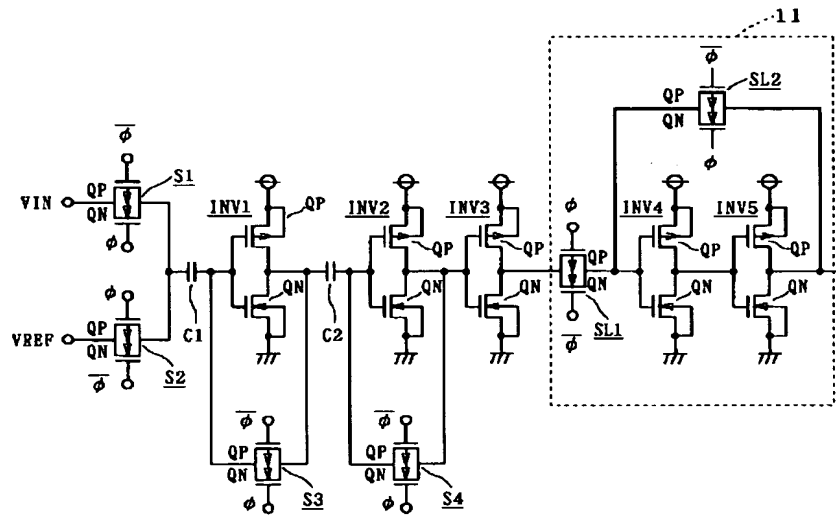 11
φ̅
SL2
QP
QN
φ
φ̅
S1
VIN
QP
QN
φ
INV1
QP
INV2
INV3
INV4
INV5
QP
QP
QP
QP
φ
QP
QN
SL1
φ̅
QN
QN
QN
QN
QN
C1
C2
φ
VREF
QP
QN
S2
φ̅
φ̅
QP
QN
S3
φ
φ̅
QP
QN
S4
φ